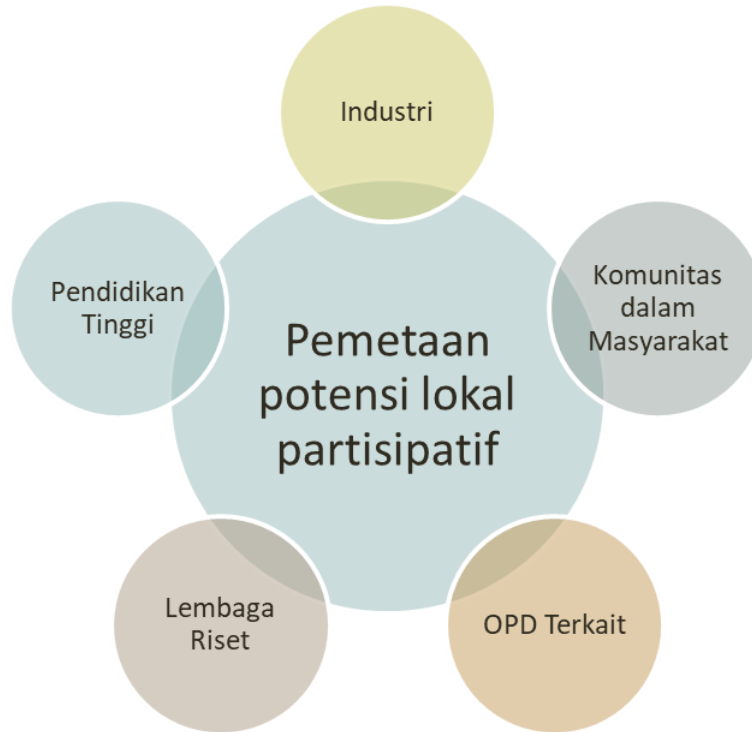 Industri
Pendidikan
Tinggi
Komunitas
dalam
Masyarakat
Pemetaan
potensi lokal
partisipatif
Lembaga
Riset
OPD Terkait